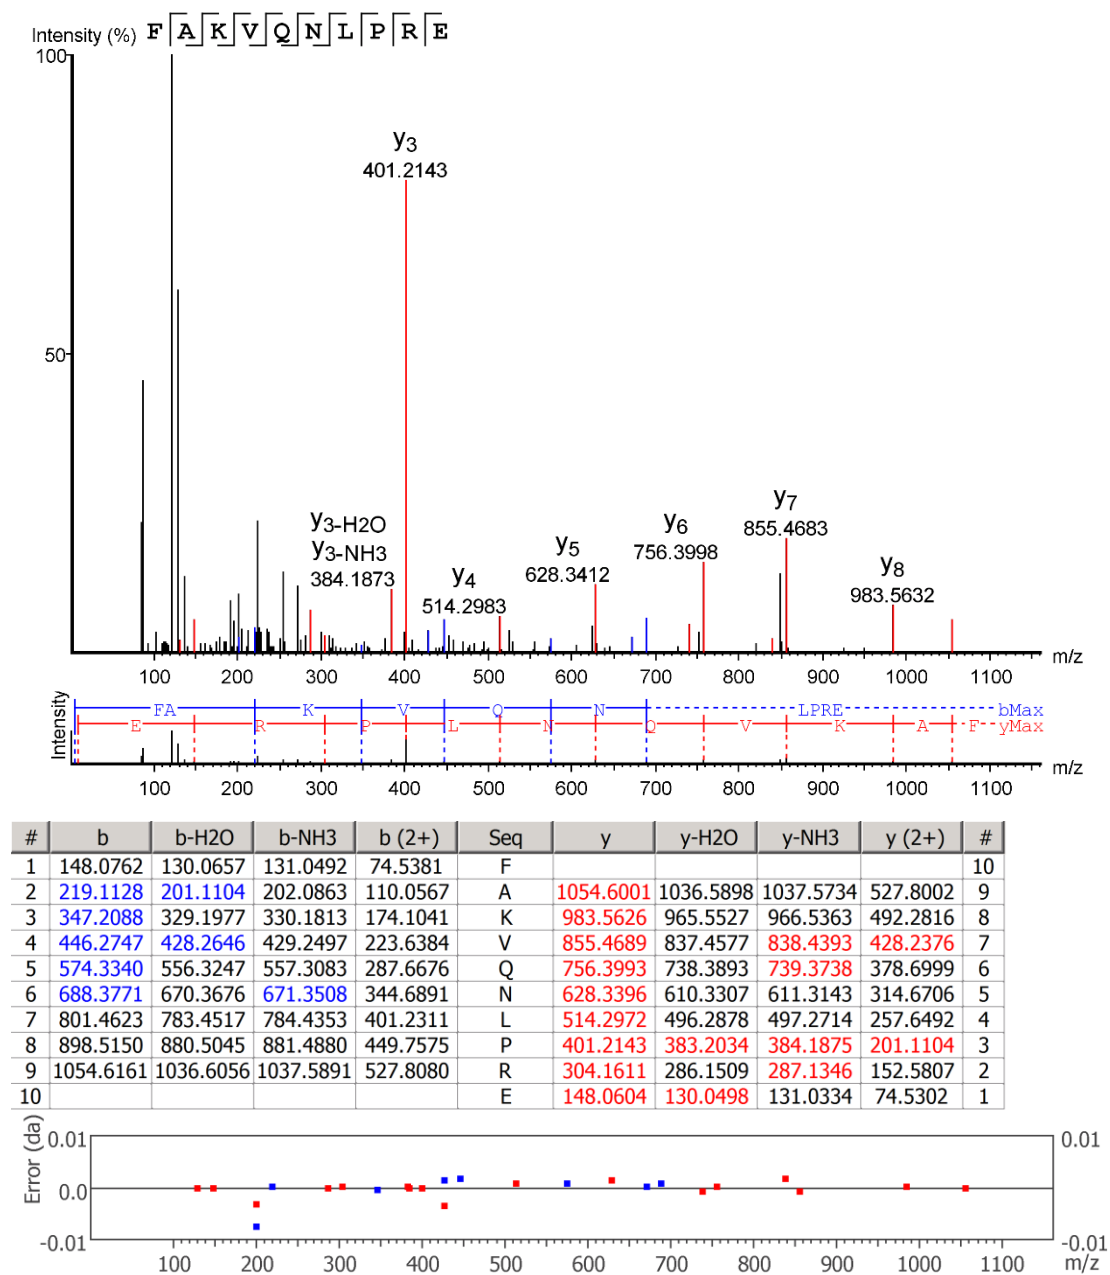 Intensity (%) F A K V Q N L P R E
100
y3
401.2143
50
y7
855.4683
y3-H2O
y3-NH3
384.1873
y6
756.3998
y5
628.3412
y4
514.2983
y8
983.5632
100 200 300 400 500 600 700 800 900 1000 1100 m/z
Intensity
FA K V Q N LPRE bMax
E R P L N Q V K A F yMax
100 200 300 400 500 600 700 800 900 1000 1100 m/z
# b b-H2O b-NH3 b (2+) Seq y y-H2O y-NH3 y (2+) #
1 148.0762 130.0657 131.0492 74.5381 F 10
2 219.1128 201.1104 202.0863 110.0567 A 1054.6001 1036.5898 1037.5734 527.8002 9
3 347.2088 329.1977 330.1813 174.1041 K 983.5626 965.5527 966.5363 492.2816 8
4 446.2747 428.2646 429.2497 223.6384 V 855.4689 837.4577 838.4393 428.2376 7
5 574.3340 556.3247 557.3083 287.6676 Q 756.3993 738.3893 739.3738 378.6999 6
6 688.3771 670.3676 671.3508 344.6891 N 628.3396 610.3307 611.3143 314.6706 5
7 801.4623 783.4517 784.4353 401.2311 L 514.2972 496.2878 497.2714 257.6492 4
8 898.5150 880.5045 881.4880 449.7575 P 401.2143 383.2034 384.1875 201.1104 3
9 1054.6161 1036.6056 1037.5891 527.8080 R 304.1611 286.1509 287.1346 152.5807 2
10 E 148.0604 130.0498 131.0334 74.5302 1
Error (da)
0.01 0.01
0.0 0.0
-0.01 -0.01
100 200 300 400 500 600 700 800 900 1000 1100 m/z